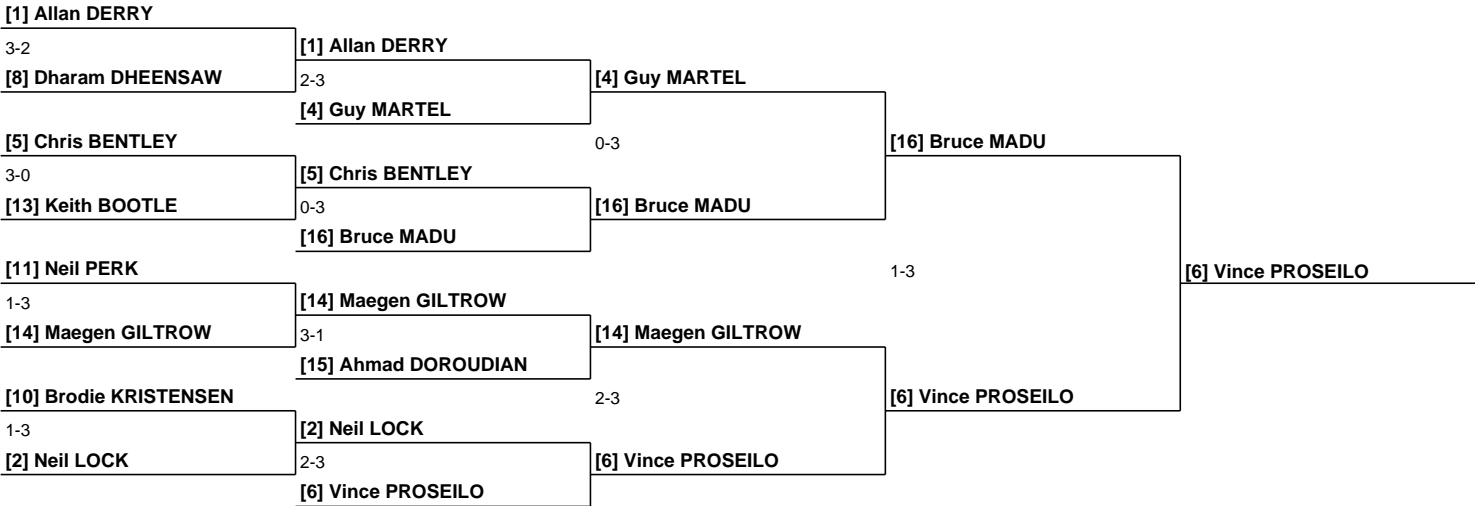 [1] Allan DERRY
3-2
[8] Dharam DHEENSAW
[5] Chris BENTLEY
3-0
[13] Keith BOOTLE
[11] Neil PERK
1-3
[14] Maegen GILTROW
[10] Brodie KRISTENSEN
1-3
[2] Neil LOCK
[1] Allan DERRY
2-3
[4] Guy MARTEL
[5] Chris BENTLEY
0-3
[16] Bruce MADU
[14] Maegen GILTROW
3-1
[15] Ahmad DOROUDIAN
[2] Neil LOCK
2-3
[6] Vince PROSEILO
[4] Guy MARTEL
0-3
[16] Bruce MADU
[14] Maegen GILTROW
2-3
[6] Vince PROSEILO
[16] Bruce MADU
1-3
[6] Vince PROSEILO
[6] Vince PROSEILO